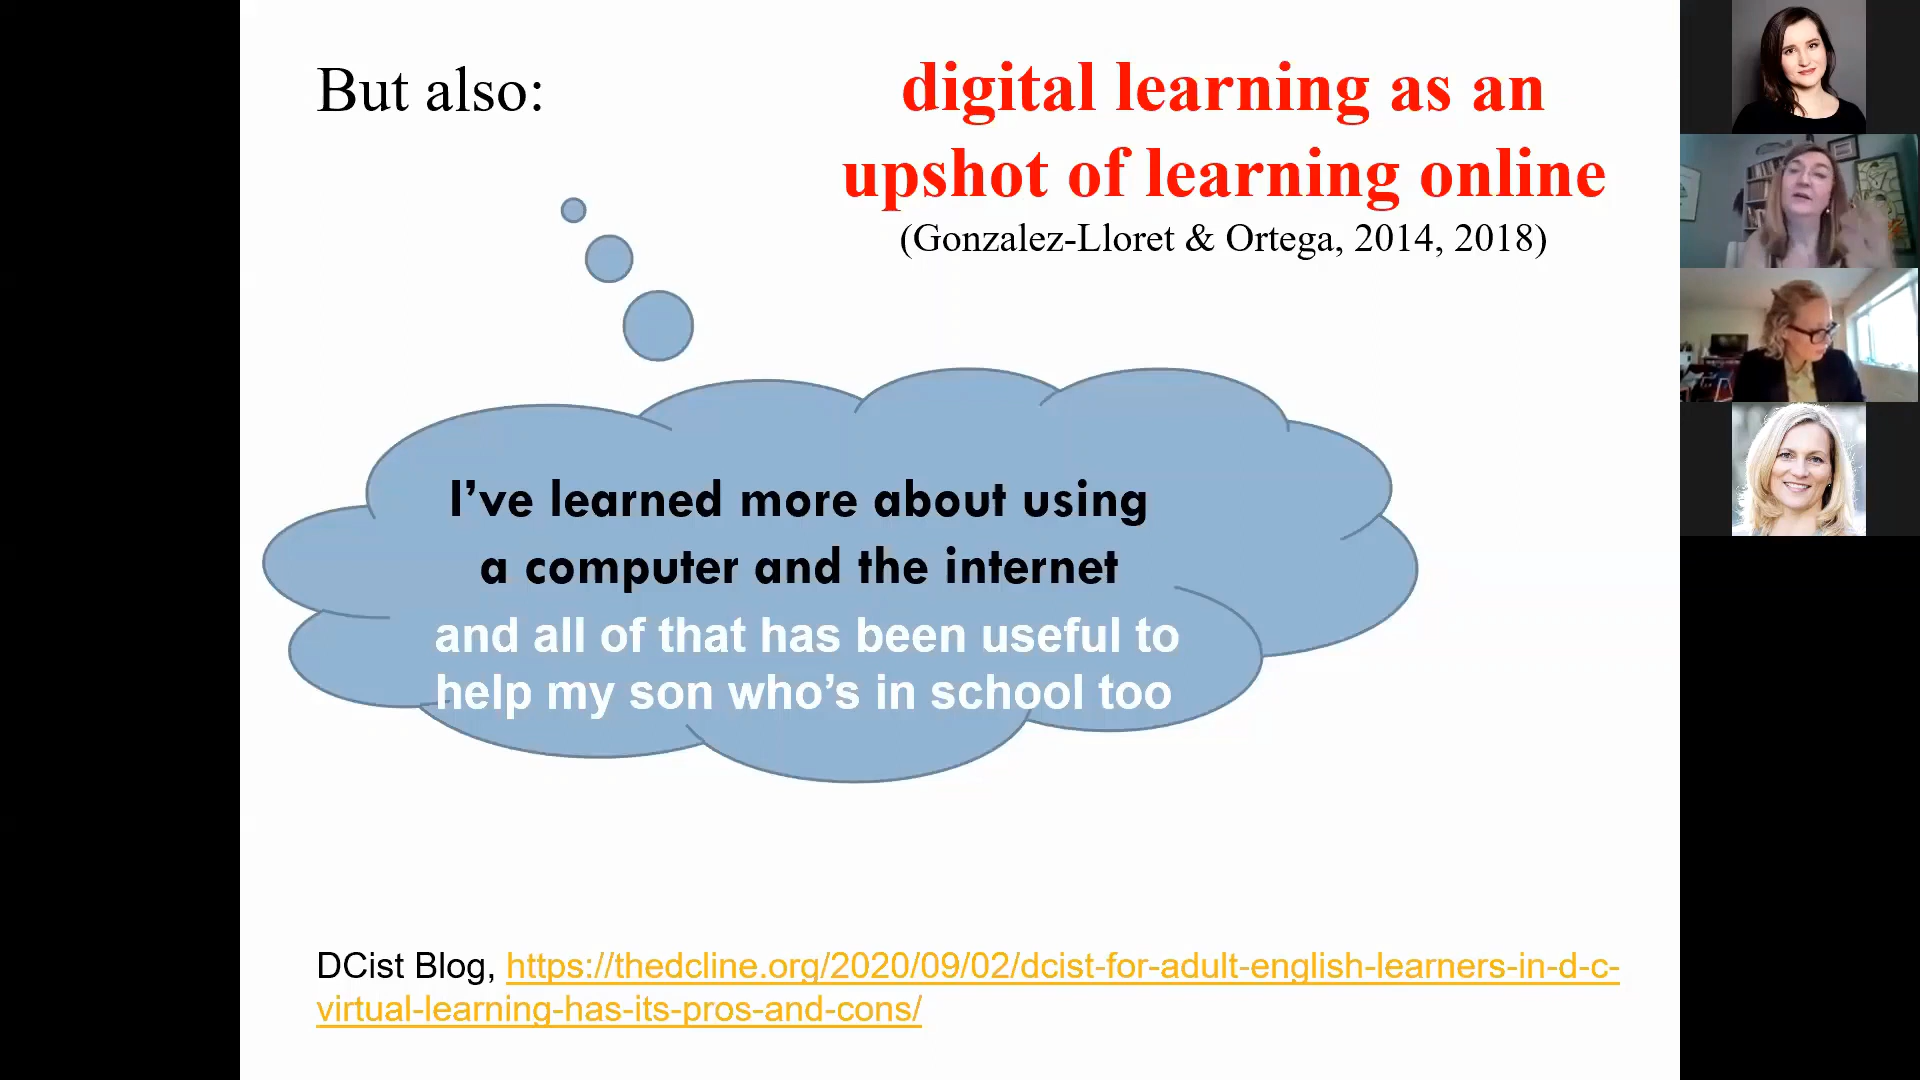 But also:
digital learning as an
upshot of learning online
(Gonzalez-Lloret & Ortega, 2014, 2018)
I’ve learned more about using
a computer and the internet
and all of that has been useful to
help my son who’s in school too
DCist Blog, https://thedcline.org/2020/09/02/dcist-for-adult-english-learners-in-d-c-
virtual-learning-has-its-pros-and-cons/